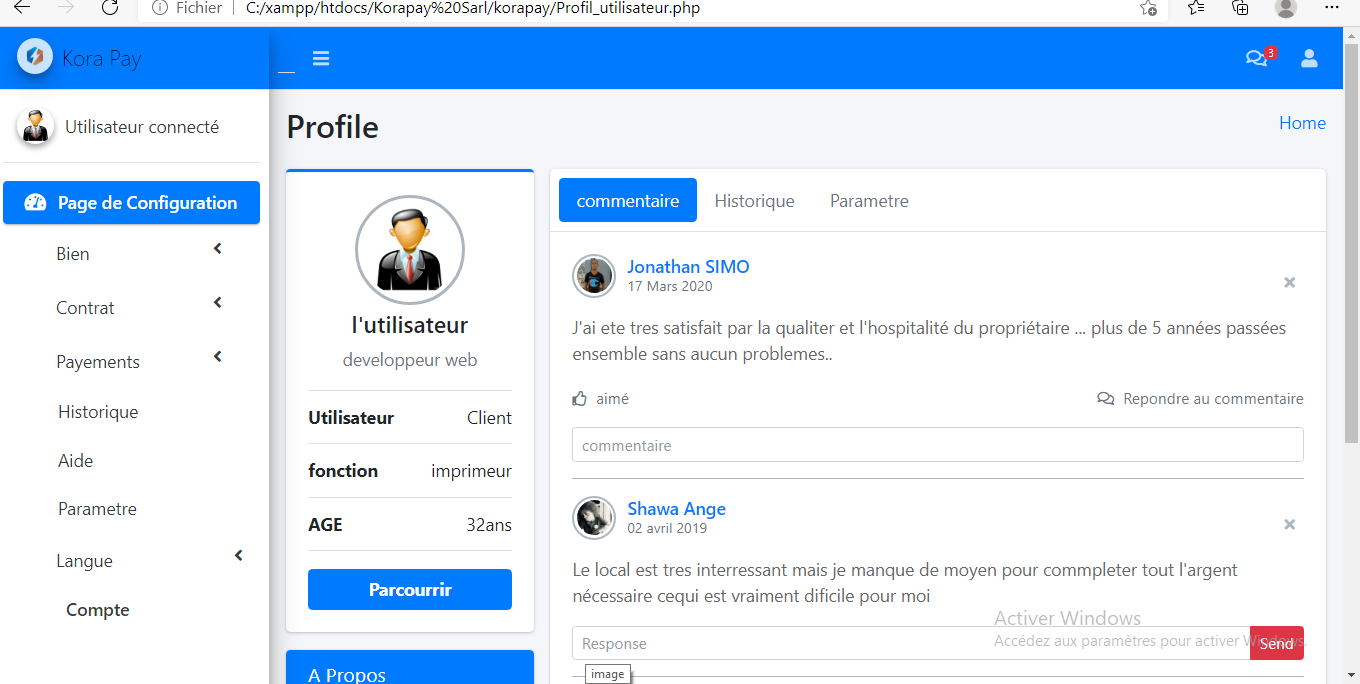 Fichier C:/xampp/htdocs/Korapay%20Sarl/korapay/Profil_utilisateur.php
Kora Pay
3
Utilisateur connecté
Page de Configuration
Bien
Contrat
Payements
Historique
Aide
Parametre
Langue
Compte
Profile
Home
l'utilisateur
developpeur web
Utilisateur Client
fonction imprimeur
AGE 32ans
Parcourrir
A Propos
commentaire Historique Parametre
Jonathan SIMO
17 Mars 2020
J'ai ete tres satisfait par la qualiter et l'hospitalité du propriétaire ... plus de 5 années passées
ensemble sans aucun problemes..
aimé Repondre au commentaire
commentaire
Shawa Ange
02 avril 2019
Le local est tres interressant mais je manque de moyen pour commpleter tout l'argent
nécessaire cequi est vraiment dificile pour moi
Response Send
image
Activer Windows
Accédez aux paramètres pour activer Windows.